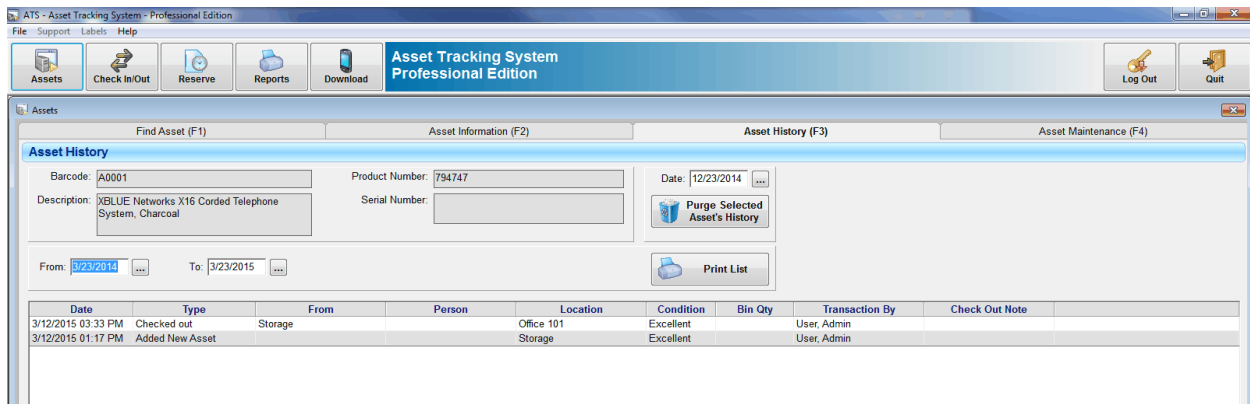 ATS - Asset Tracking System - Professional Edition
File Support Labels Help
Assets Check In/Out Reserve Reports Download
Asset Tracking System
Professional Edition
Log Out Quit
Assets
Find Asset (F1) Asset Information (F2) Asset History (F3) Asset Maintenance (F4)
Asset History
Barcode: A0001 Product Number: 794747 Date: 12/23/2014 ...
Description: XBLUE Networks X16 Corded Telephone
System, Charcoal
Serial Number:
Purge Selected
Asset's History
From: 3/23/2014 ... To: 3/23/2015 ... Print List
Date Type From Person Location Condition Bin Qty Transaction By Check Out Note
3/12/2015 03:33 PM Checked out Storage Office 101 Excellent User, Admin
3/12/2015 01:17 PM Added New Asset Storage Excellent User, Admin